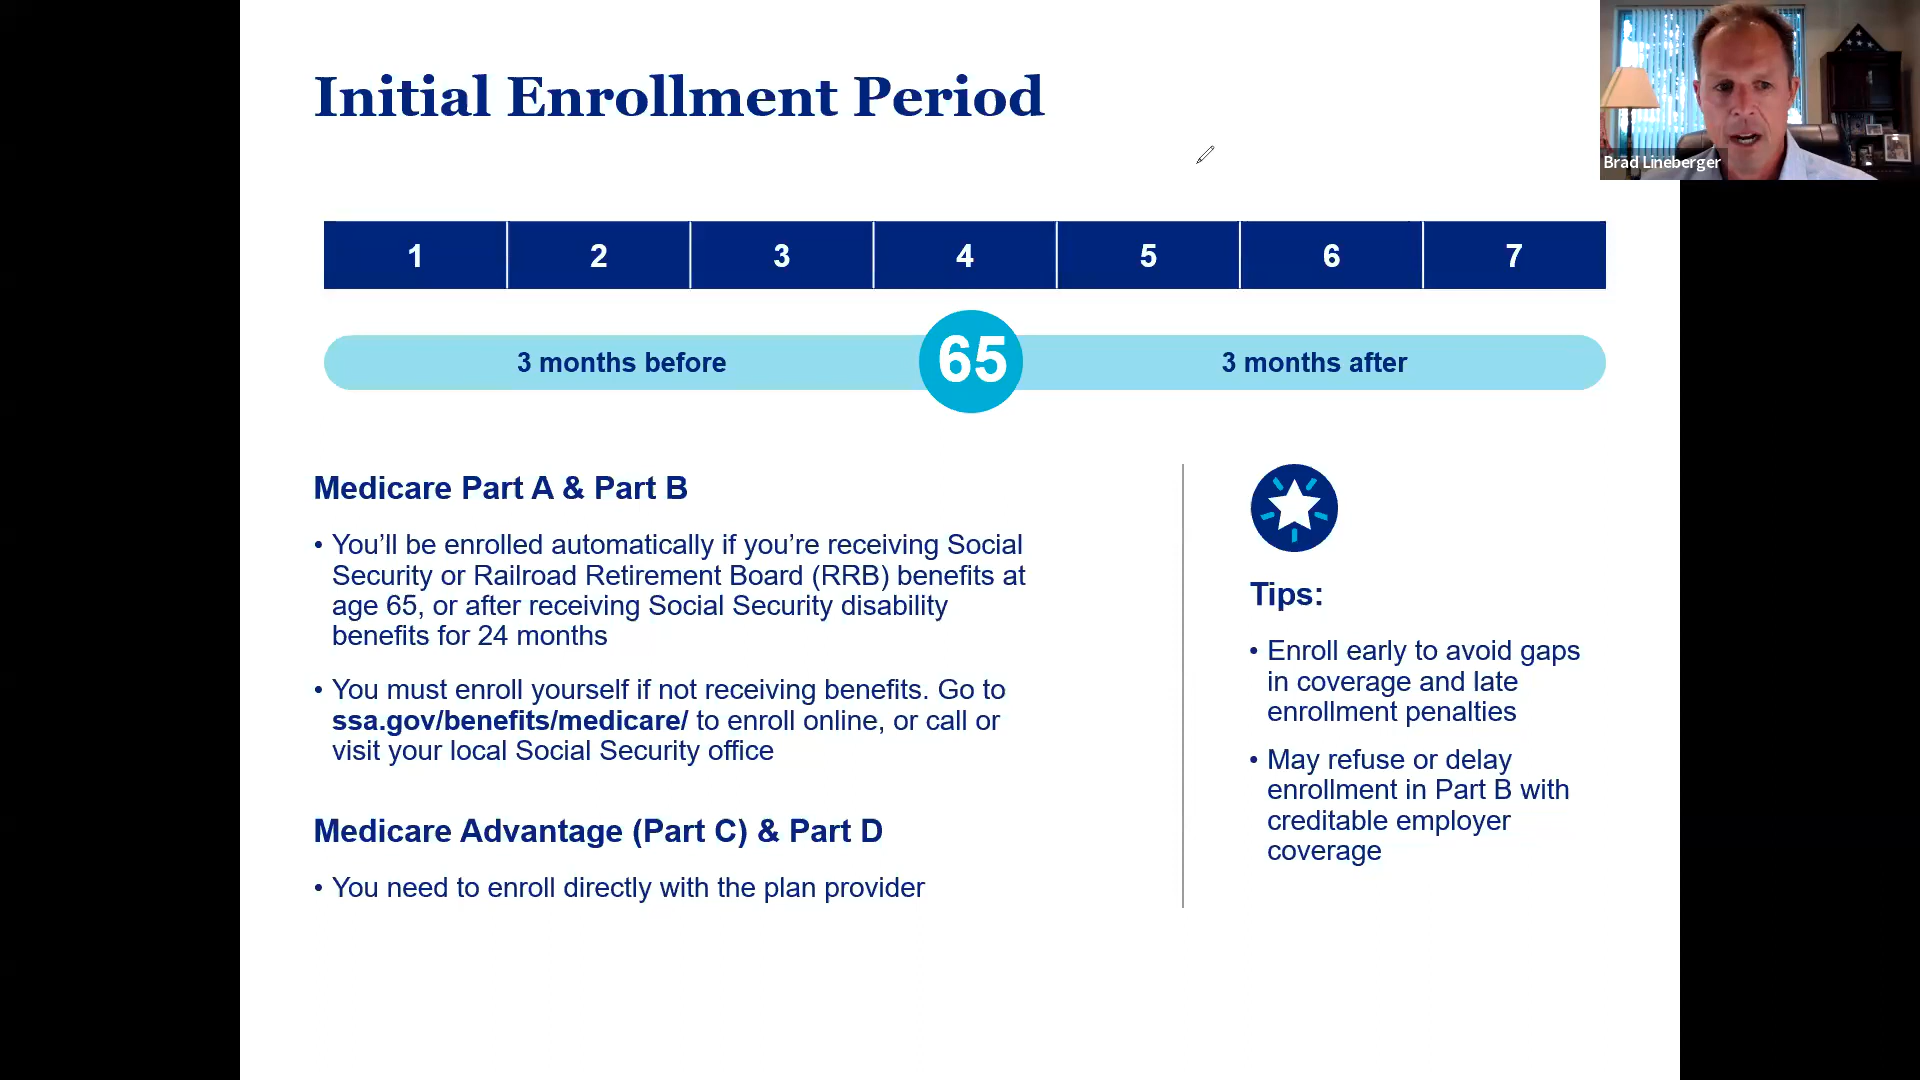 Initial Enrollment Period
Brad Lineberger
1 2 3 4 5 6 7
3 months before 65 3 months after
Medicare Part A & Part B
• You’ll be enrolled automatically if you’re receiving Social
Security or Railroad Retirement Board (RRB) benefits at
age 65, or after receiving Social Security disability
benefits for 24 months
• You must enroll yourself if not receiving benefits. Go to
ssa.gov/benefits/medicare/ to enroll online, or call or
visit your local Social Security office
Medicare Advantage (Part C) & Part D
• You need to enroll directly with the plan provider
Tips:
• Enroll early to avoid gaps
in coverage and late
enrollment penalties
• May refuse or delay
enrollment in Part B with
creditable employer
coverage